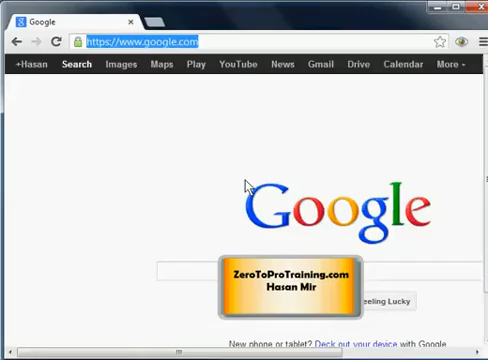 Google
https://www.google.com
+Hasan Search Images Maps Play YouTube News Gmail Drive Calendar More
Google
ZeroToProTraining.com
Hasan Mir
eeling Lucky
New phone or tablet? Deck out your device with Google